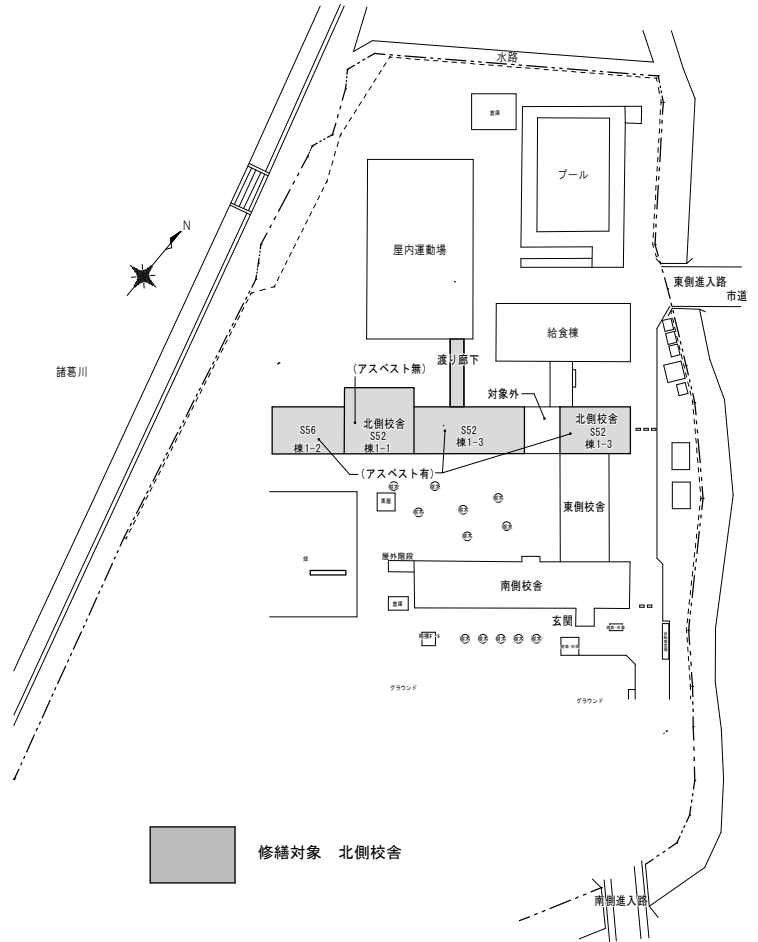 水路
倉庫
プール
N
屋内運動場
東側進入路
市道
給食棟
渡り廊下
諸葛川
(アスベスト無)
対象外
北側校舎
S52
棟1-1
S56
棟1-2
S52
棟1-3
北側校舎
S52
棟1-3
(アスベスト有)
東屋
東側校舎
屋外階段
畑
南側校舎
倉庫
玄関
グラウンド
グラウンド
修繕対象　北側校舎
南側進入路